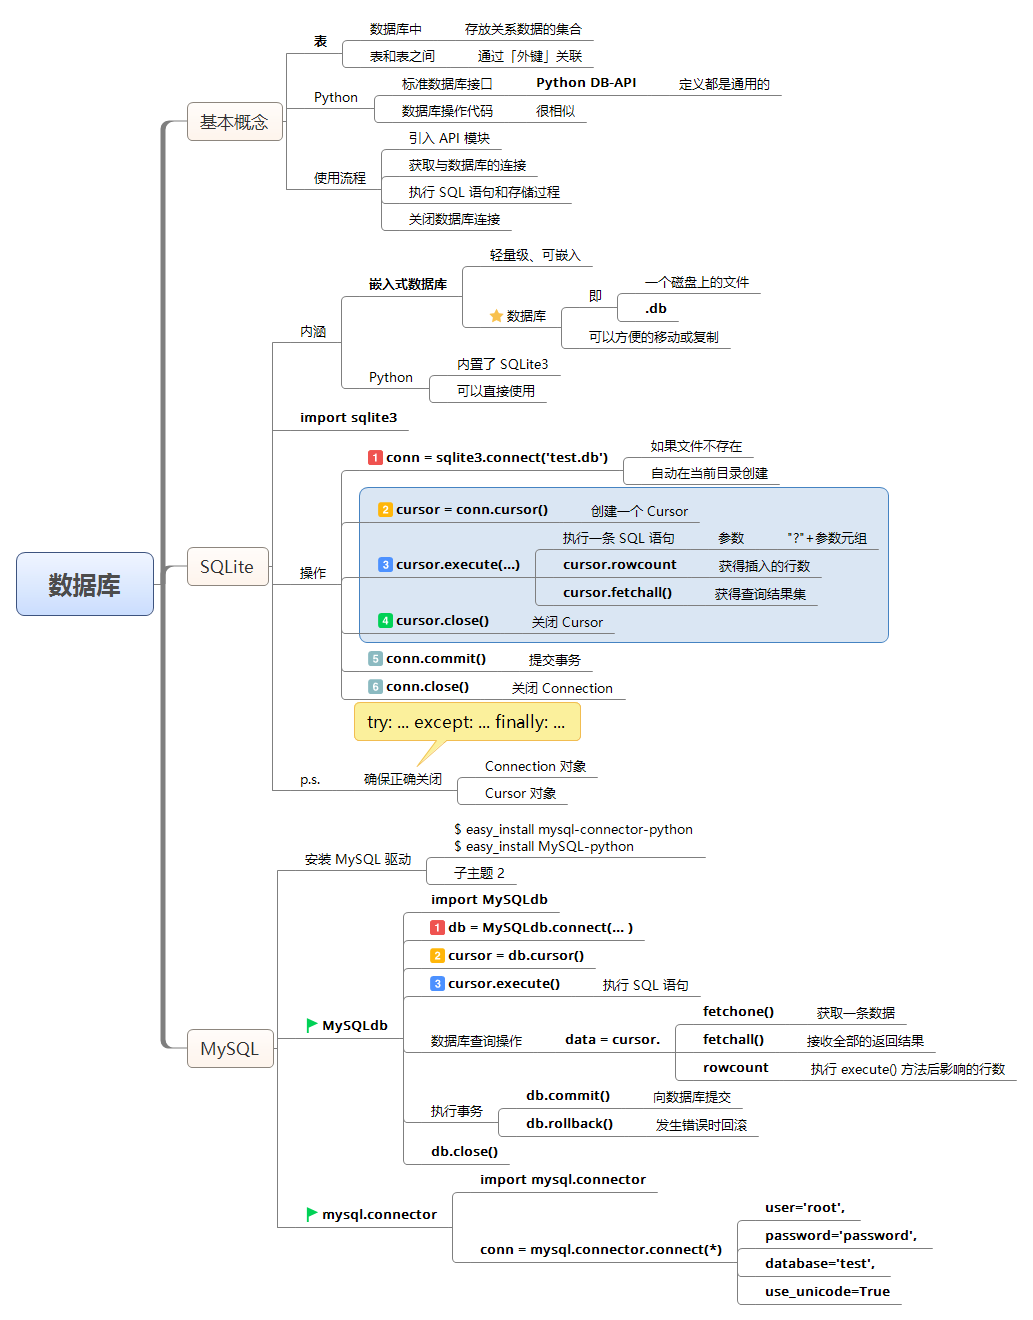 数据库
基本概念
表
数据库中
存放关系数据的集合
表和表之间
通过「外键」关联
Python
标准数据库接口
Python DB-API
定义都是通用的
数据库操作代码
很相似
使用流程
引入 API 模块
获取与数据库的连接
执行 SQL 语句和存储过程
关闭数据库连接
SQLite
内涵
嵌入式数据库
轻量级、可嵌入
数据库
即
一个磁盘上的文件
.db
可以方便的移动或复制
Python
内置了 SQLite3
可以直接使用
import sqlite3
操作
1 conn = sqlite3.connect('test.db')
如果文件不存在
自动在当前目录创建
2 cursor = conn.cursor()
创建一个 Cursor
3 cursor.execute(...)
执行一条 SQL 语句
参数
"?"+参数元组
cursor.rowcount
获得插入的行数
cursor.fetchall()
获得查询结果集
4 cursor.close()
关闭 Cursor
5 conn.commit()
提交事务
6 conn.close()
关闭 Connection
try: ... except: ... finally: ...
p.s.
确保正确关闭
Connection 对象
Cursor 对象
MySQL
安装 MySQL 驱动
$ easy_install mysql-connector-python
$ easy_install MySQL-python
子主题 2
MySQLdb
import MySQLdb
1 db = MySQLdb.connect(... )
2 cursor = db.cursor()
3 cursor.execute()
执行 SQL 语句
数据库查询操作
data = cursor.
fetchone()
获取一条数据
fetchall()
接收全部的返回结果
rowcount
执行 execute() 方法后影响的行数
执行事务
db.commit()
向数据库提交
db.rollback()
发生错误时回滚
db.close()
mysql.connector
import mysql.connector
conn = mysql.connector.connect(*)
user='root',
password='password',
database='test',
use_unicode=True